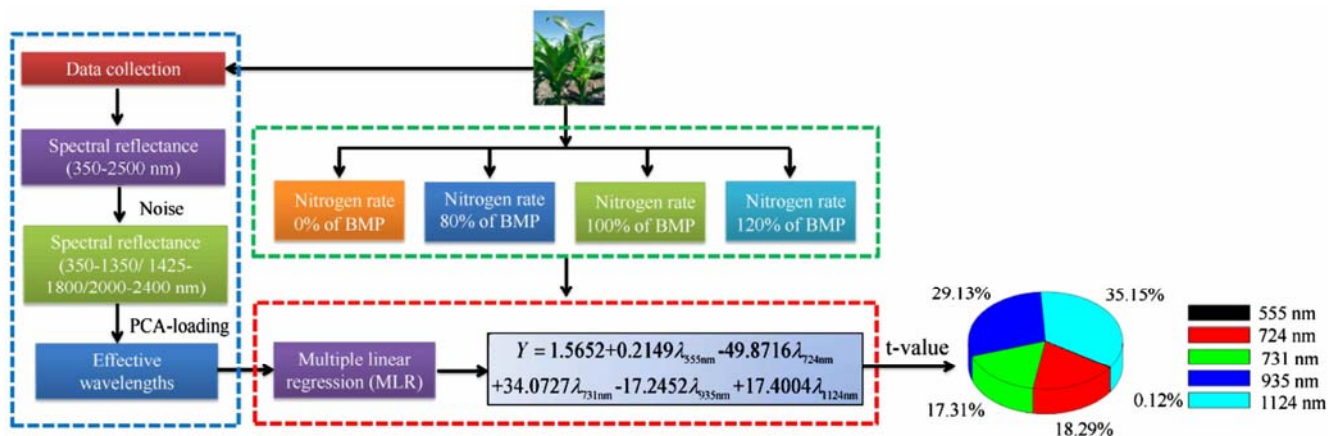 Data collection
Spectral reflectance
(350-2500 nm)
Noise
Spectral reflectance
(350-1350/ 1425-
1800/2000-2400 nm)
PCA-loading
Effective
wavelengths
Nitrogen rate
0% of BMP
Nitrogen rate
80% of BMP
Nitrogen rate
100% of BMP
Nitrogen rate
120% of BMP
Multiple linear
regression (MLR)
Y = 1.5652+0.2149λ555nm -49.8716λ724nm
+34.0727λ731nm -17.2452λ935nm +17.4004λ1124nm
t-value
29.13%
35.15%
17.31%
18.29%
0.12%
555 nm
724 nm
731 nm
935 nm
1124 nm